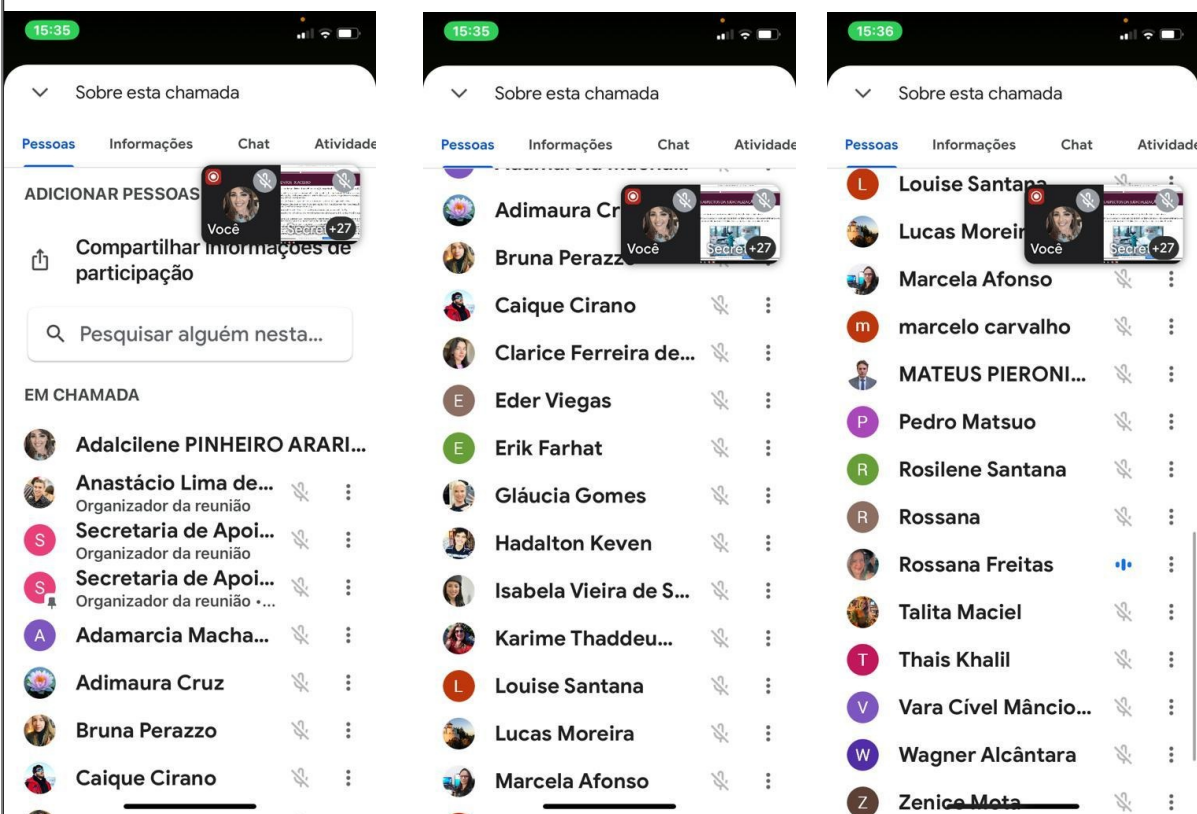 15:35
Sobre esta chamada
Pessoas Informações Chat Atividade
ADICIONAR PESSOAS
Você Secre +27
Compartilhar informações de
participação
Pesquisar alguém nesta...
EM CHAMADA
Adalcilene PINHEIRO ARARI...
Anastácio Lima de...
Organizador da reunião
S Secretaria de Apoi...
Organizador da reunião
S Secretaria de Apoi...
Organizador da reunião •...
A Adamarcia Macha...
Adimaura Cruz
Bruna Perazzo
Caique Cirano
15:35
Sobre esta chamada
Pessoas Informações Chat Atividade
Adimaura Cr
Bruna Perazz
Você Secret +27
Caique Cirano
Clarice Ferreira de...
E Eder Viegas
E Erik Farhat
Gláucia Gomes
Hadalton Keven
Isabela Vieira de S...
Karime Thaddeu...
L Louise Santana
Lucas Moreira
Marcela Afonso
15:36
Sobre esta chamada
Pessoas Informações Chat Atividade
L Louise Santana
Lucas Moreir
Você Secret +27
Marcela Afonso
m marcelo carvalho
MATEUS PIERONI...
P Pedro Matsuo
R Rosilene Santana
R Rossana
Rossana Freitas
Talita Maciel
T Thais Khalil
V Vara Cível Mâncio...
W Wagner Alcântara
Z Zenice Mota